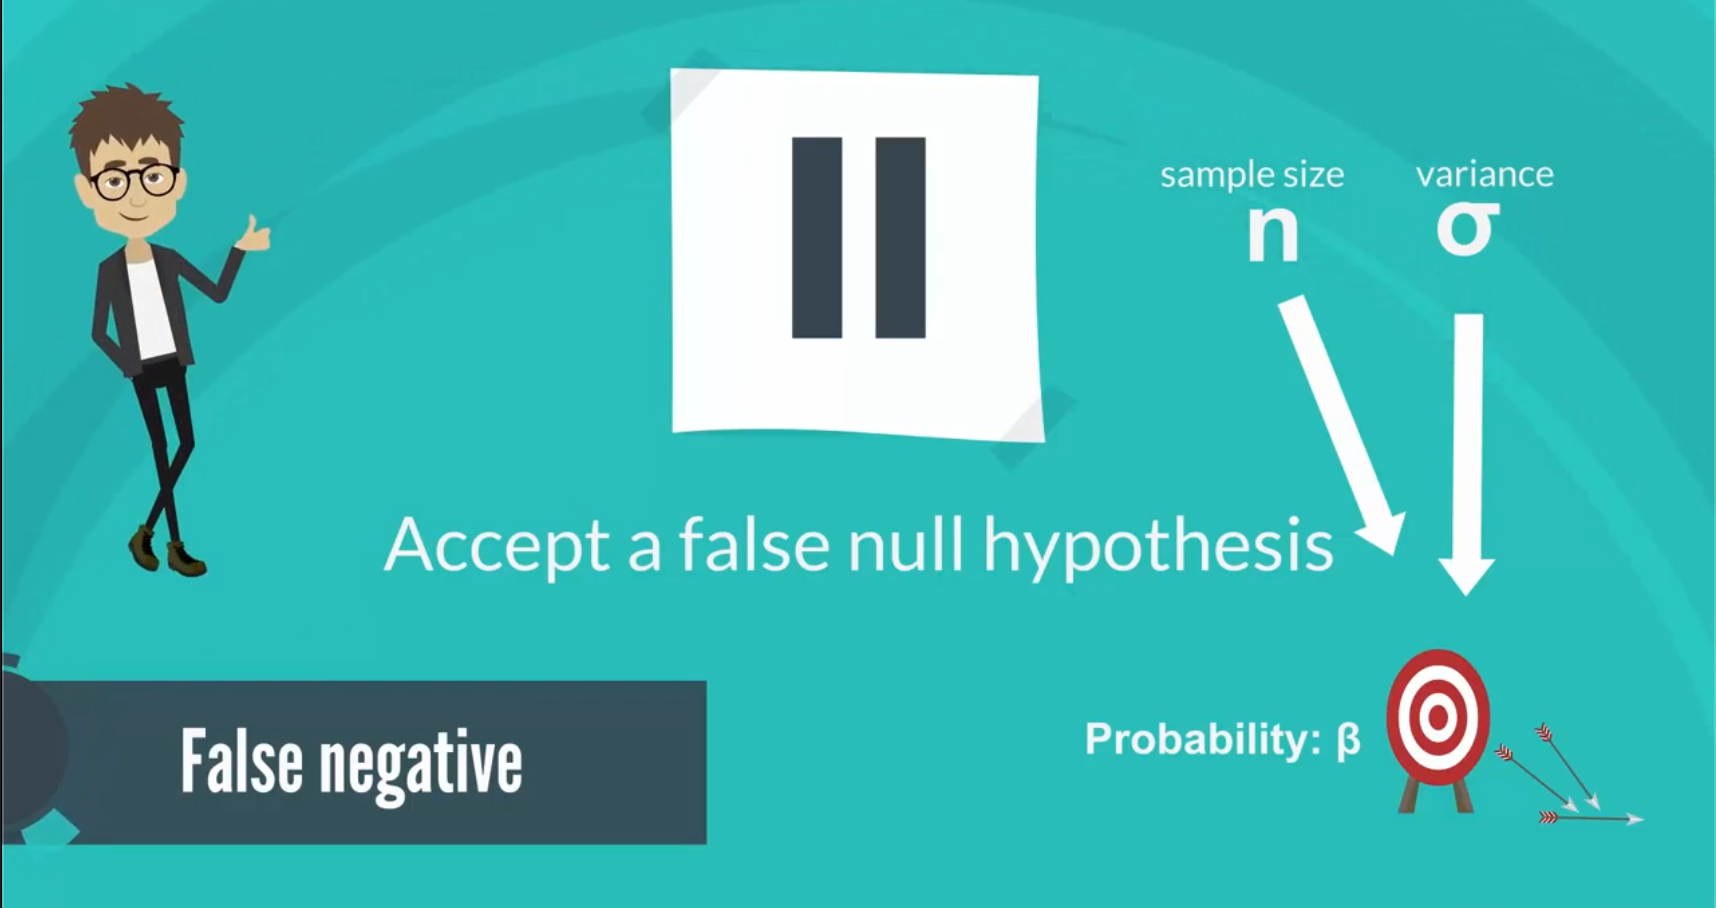 II
sample size
variance
n
σ
Accept a false null hypothesis
False negative
Probability: β